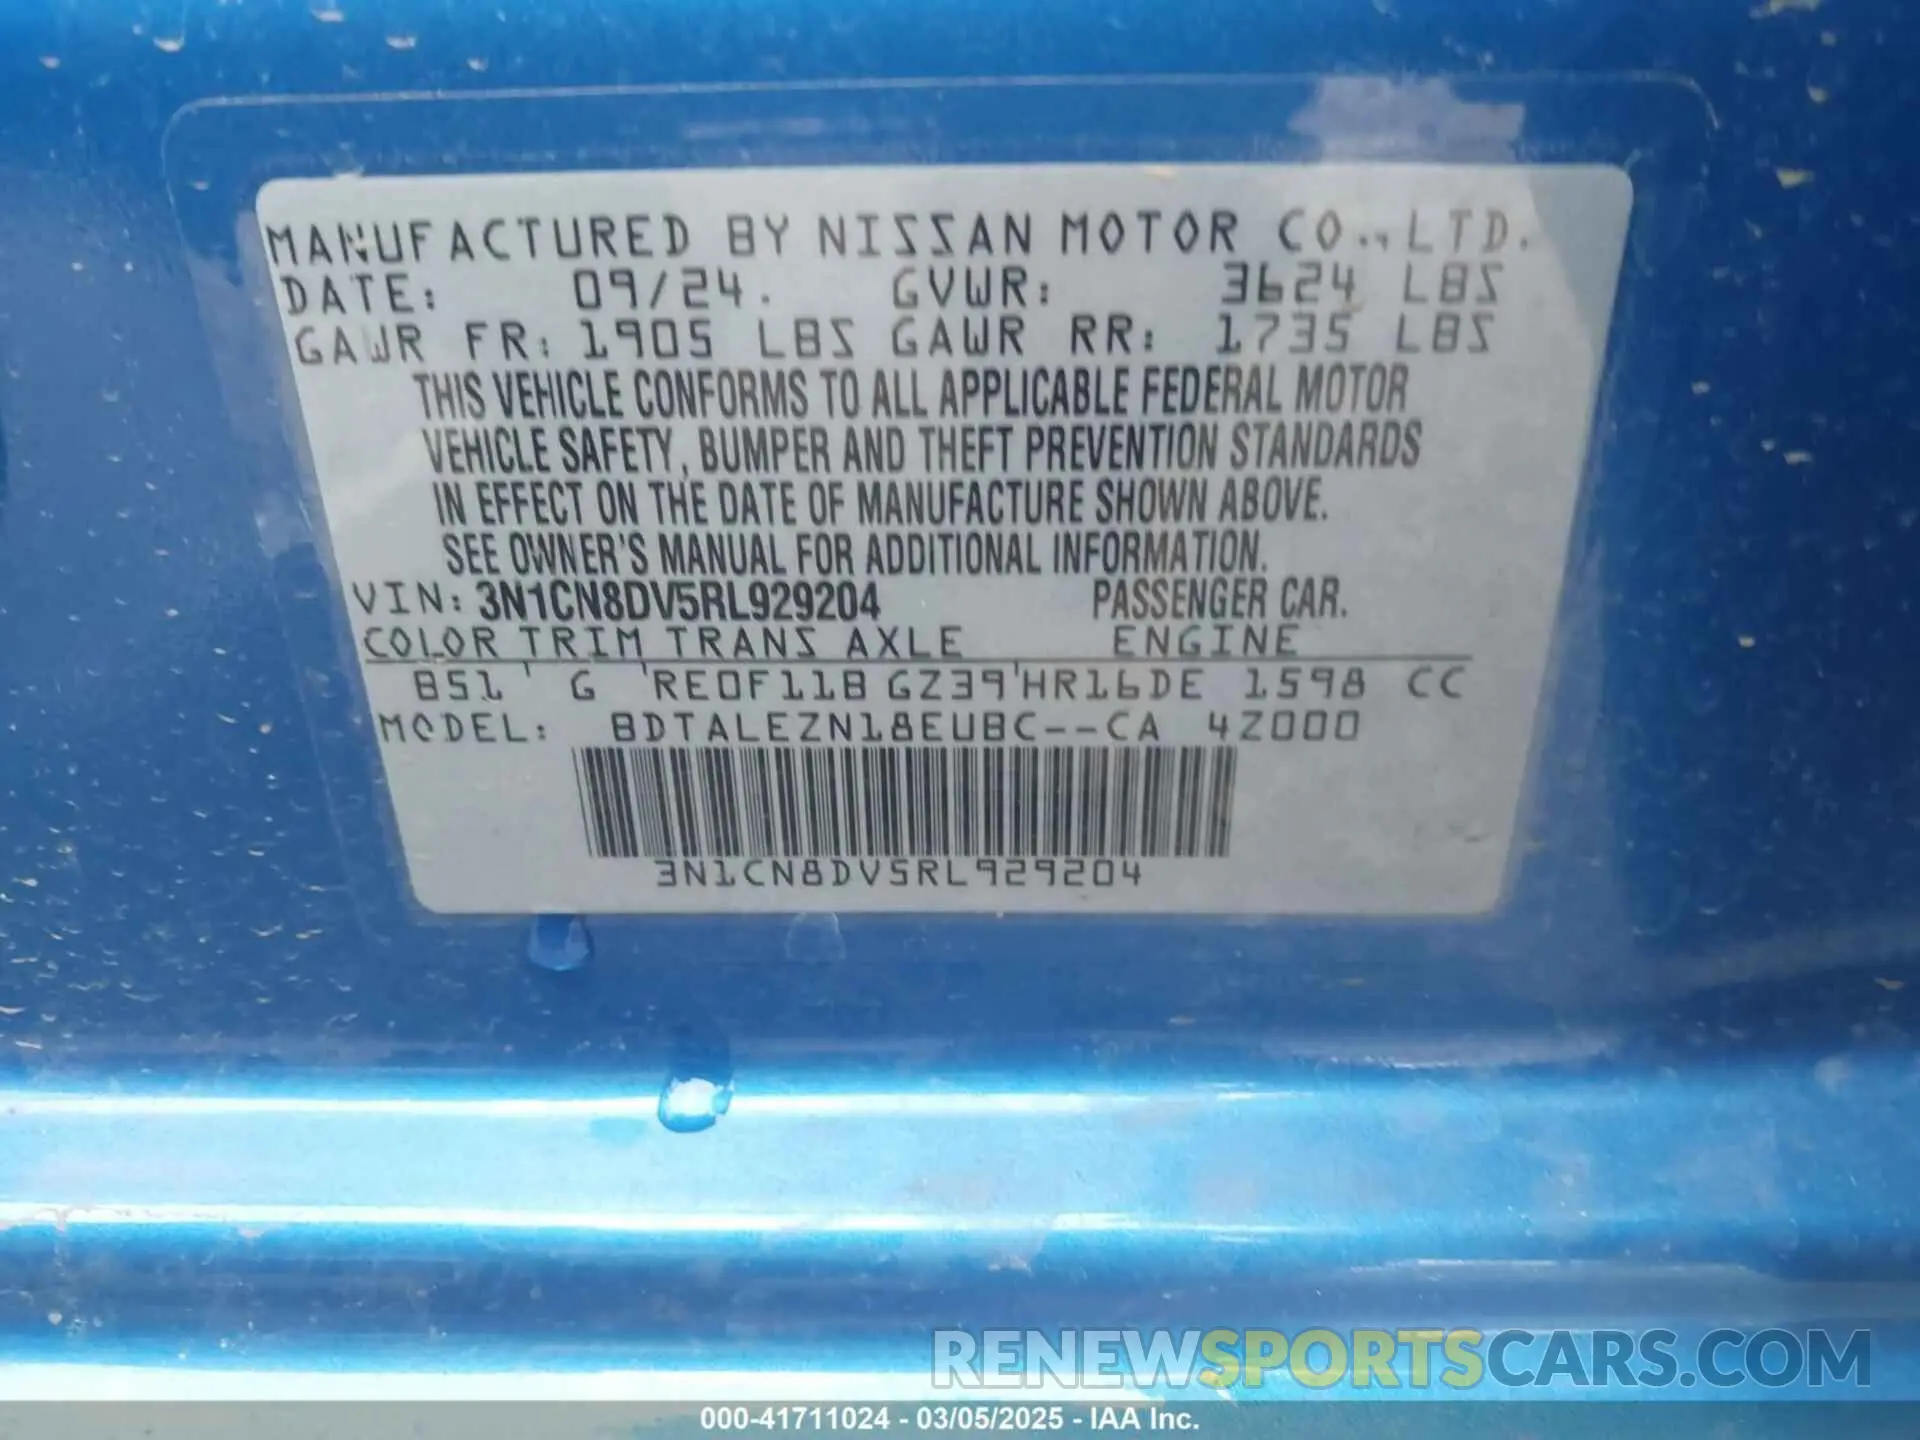 MANUFACTURED BY NISSAN MOTOR CO., LTD.
DATE: 09/24. GVWR: 3624 LBS
GAWR FR: 1905 LBS GAWR RR: 1735 LBS
THIS VEHICLE CONFORMS TO ALL APPLICABLE FEDERAL MOTOR
VEHICLE SAFETY, BUMPER AND THEFT PREVENTION STANDARDS
IN EFFECT ON THE DATE OF MANUFACTURE SHOWN ABOVE.
SEE OWNER'S MANUAL FOR ADDITIONAL INFORMATION.
VIN: 3N1CN8DV5RL929204 PASSENGER CAR.
COLOR TRIM TRANS AXLE ENGINE
B51 ' G 'RE0F11B GZ39'HR16DE 1598 CC
MODEL: BDTALEZN18EUBC--CA 4Z000
3N1CN8DV5RL929204
RENEWSPORTSCARS.COM
000-41711024 - 03/05/2025 - IAA Inc.